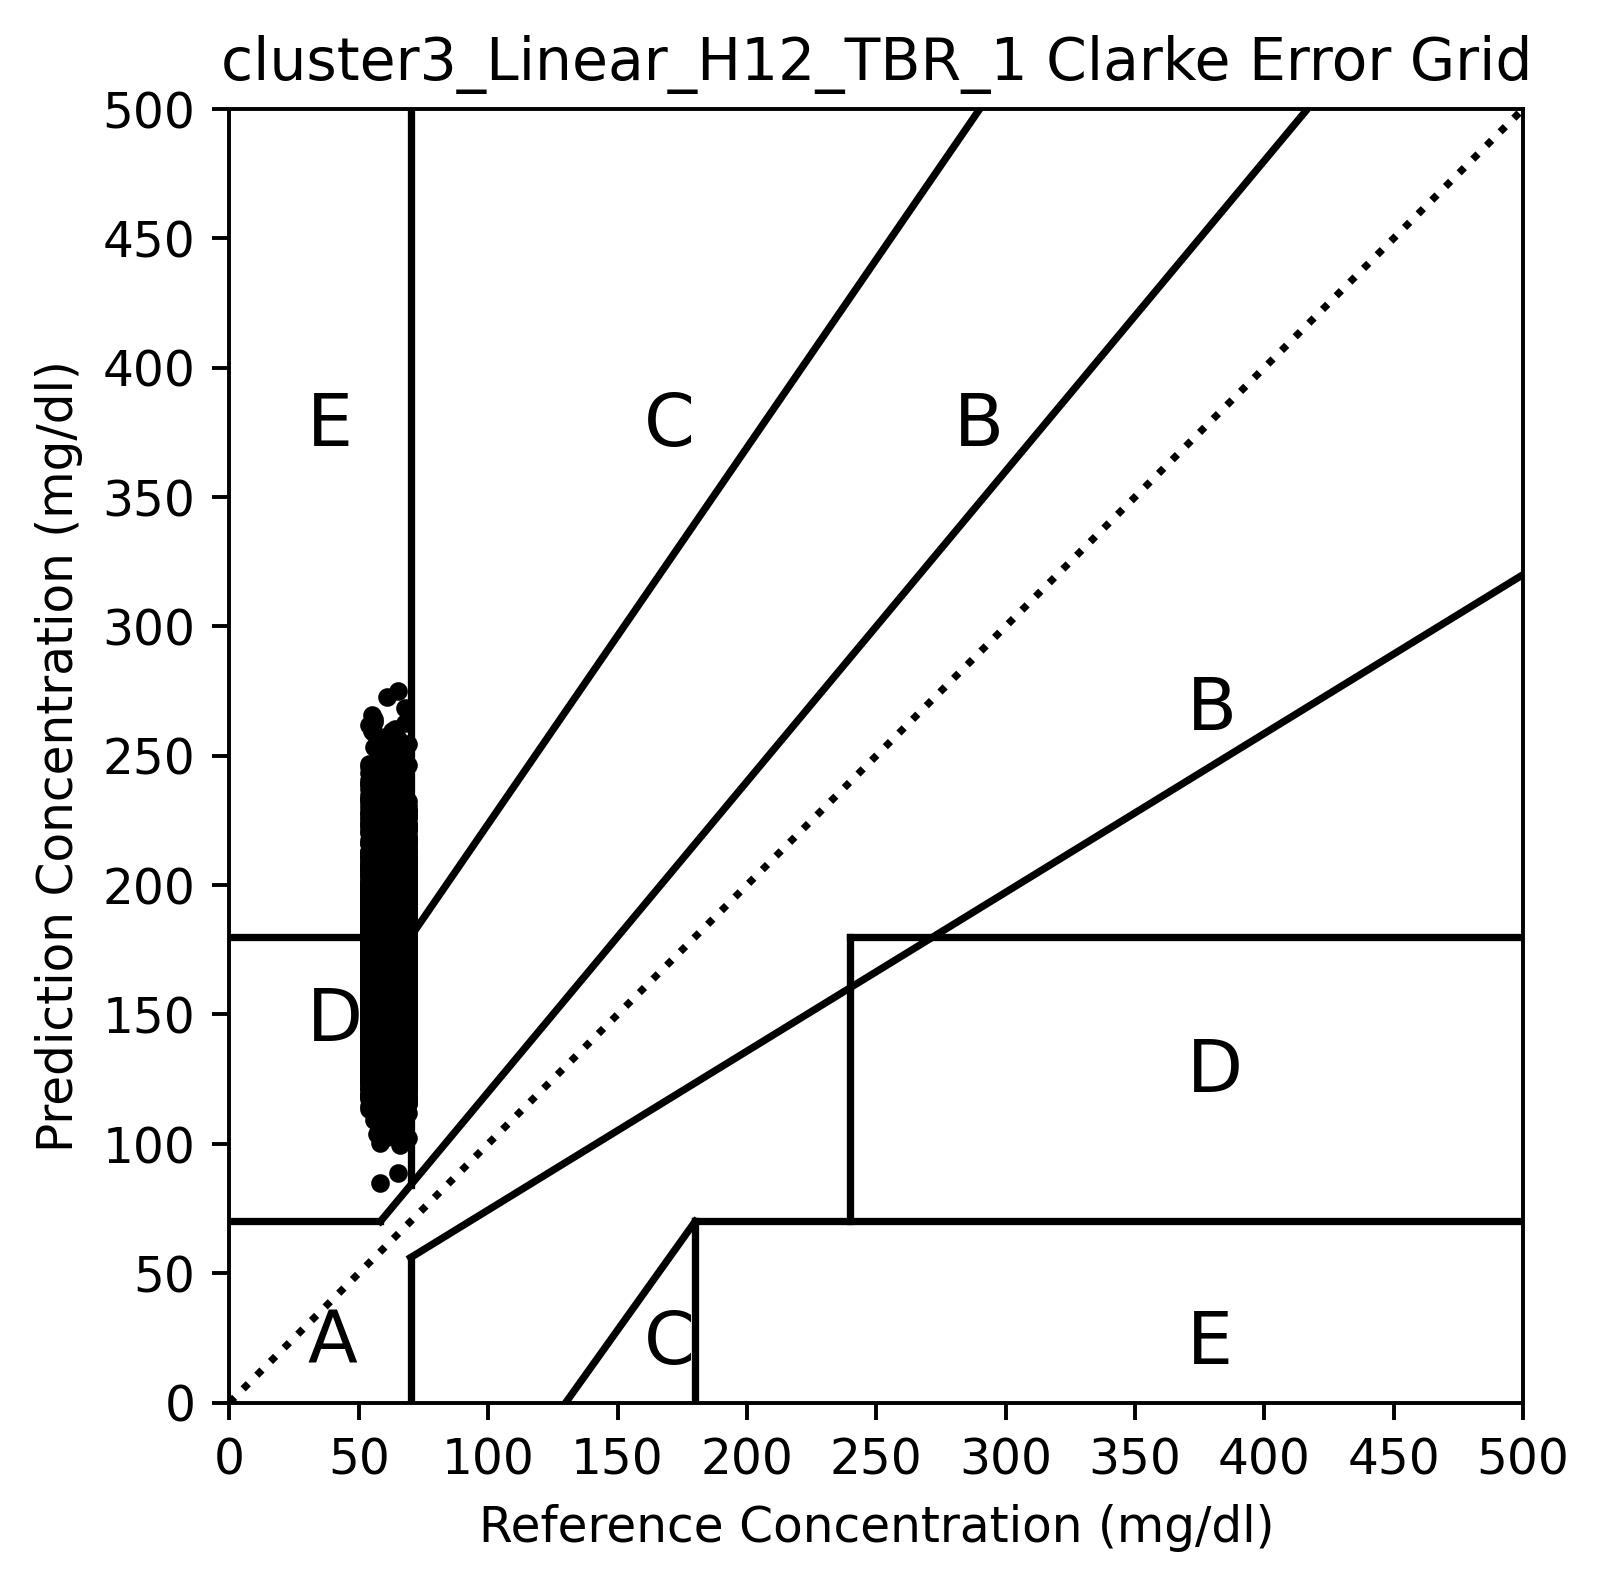 cluster3_Linear_H12_TBR_1 Clarke Error Grid
500
450
400
350
300
250
200
150
100
50
0
Prediction Concentration (mg/dl)
E
C
B
B
D
D
A
C
E
0 50 100 150 200 250 300 350 400 450 500
Reference Concentration (mg/dl)